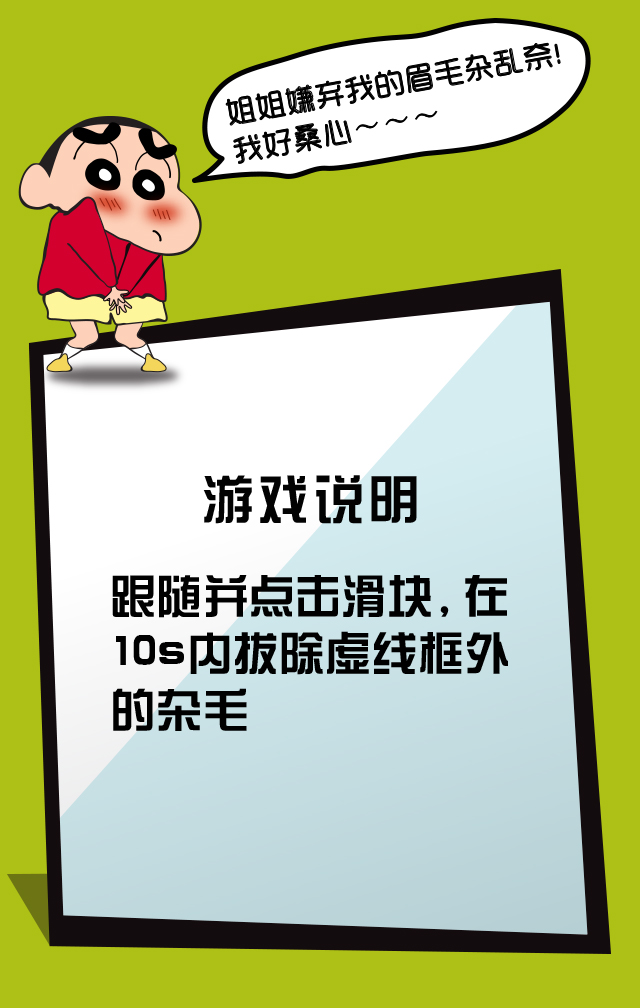 姐姐嫌弃我的眉毛杂乱奈!
我好桑心~~~
游戏说明
跟随并点击滑块,在
10s内拔除虚线框外
的杂毛